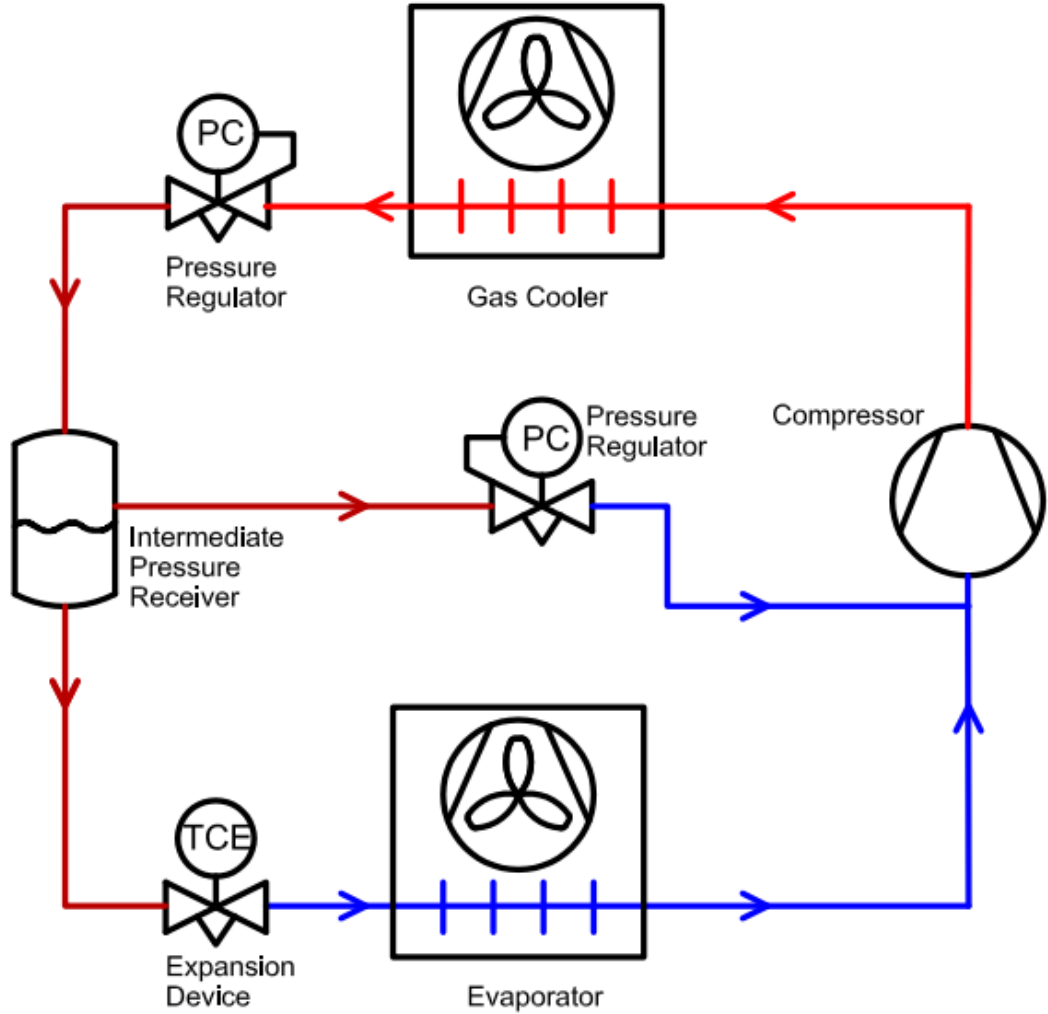 PC
Pressure
Regulator
Gas Cooler
PC
Pressure
Regulator
Compressor
Intermediate
Pressure
Receiver
TCE
Expansion
Device
Evaporator